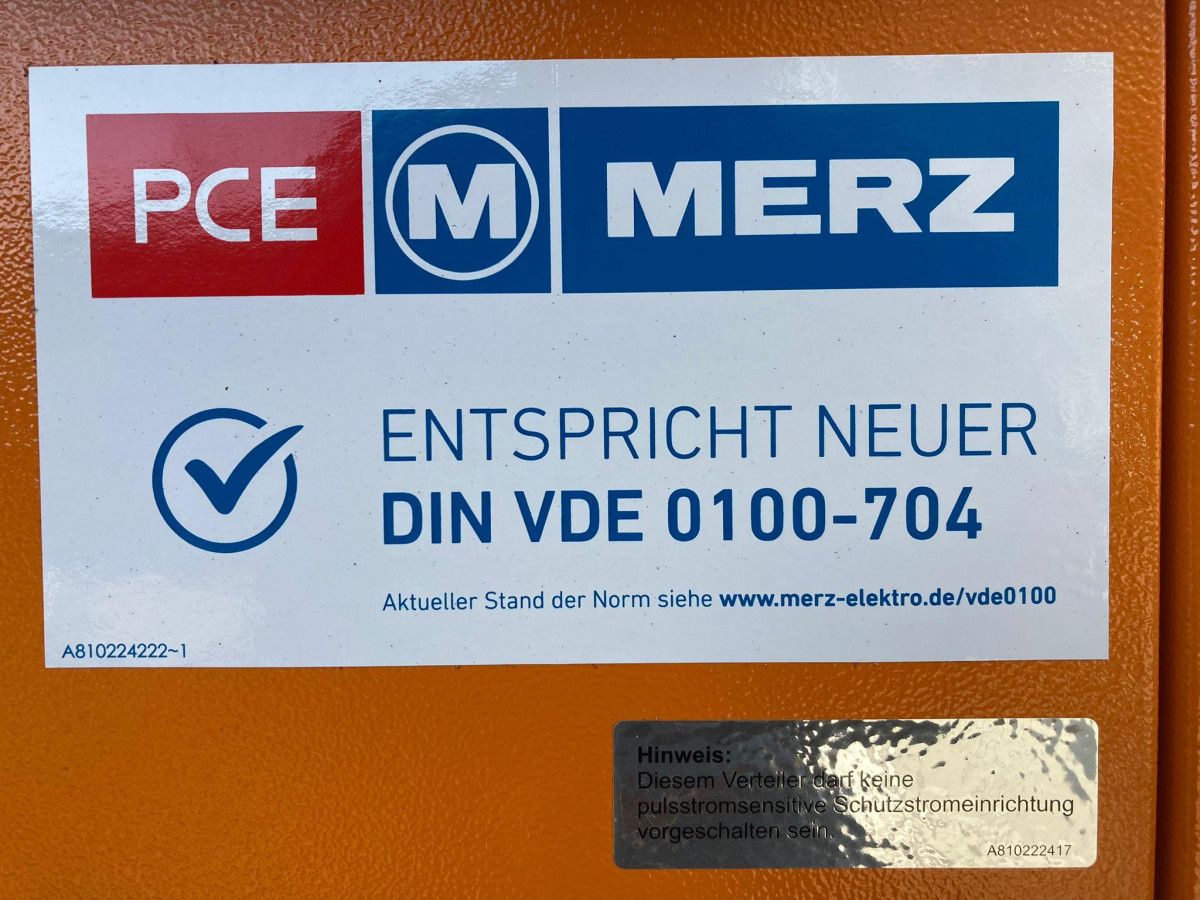 PCE M MERZ
ENTSPRICHT NEUER
DIN VDE 0100-704
Aktueller Stand der Norm siehe www.merz-elektro.de/vde0100
A810224222~1
Hinweis:
Diesem Verteiler darf keine
pulsstromsensitive Schutzstromeinrichtung
vorgeschalten sein.
A810222417